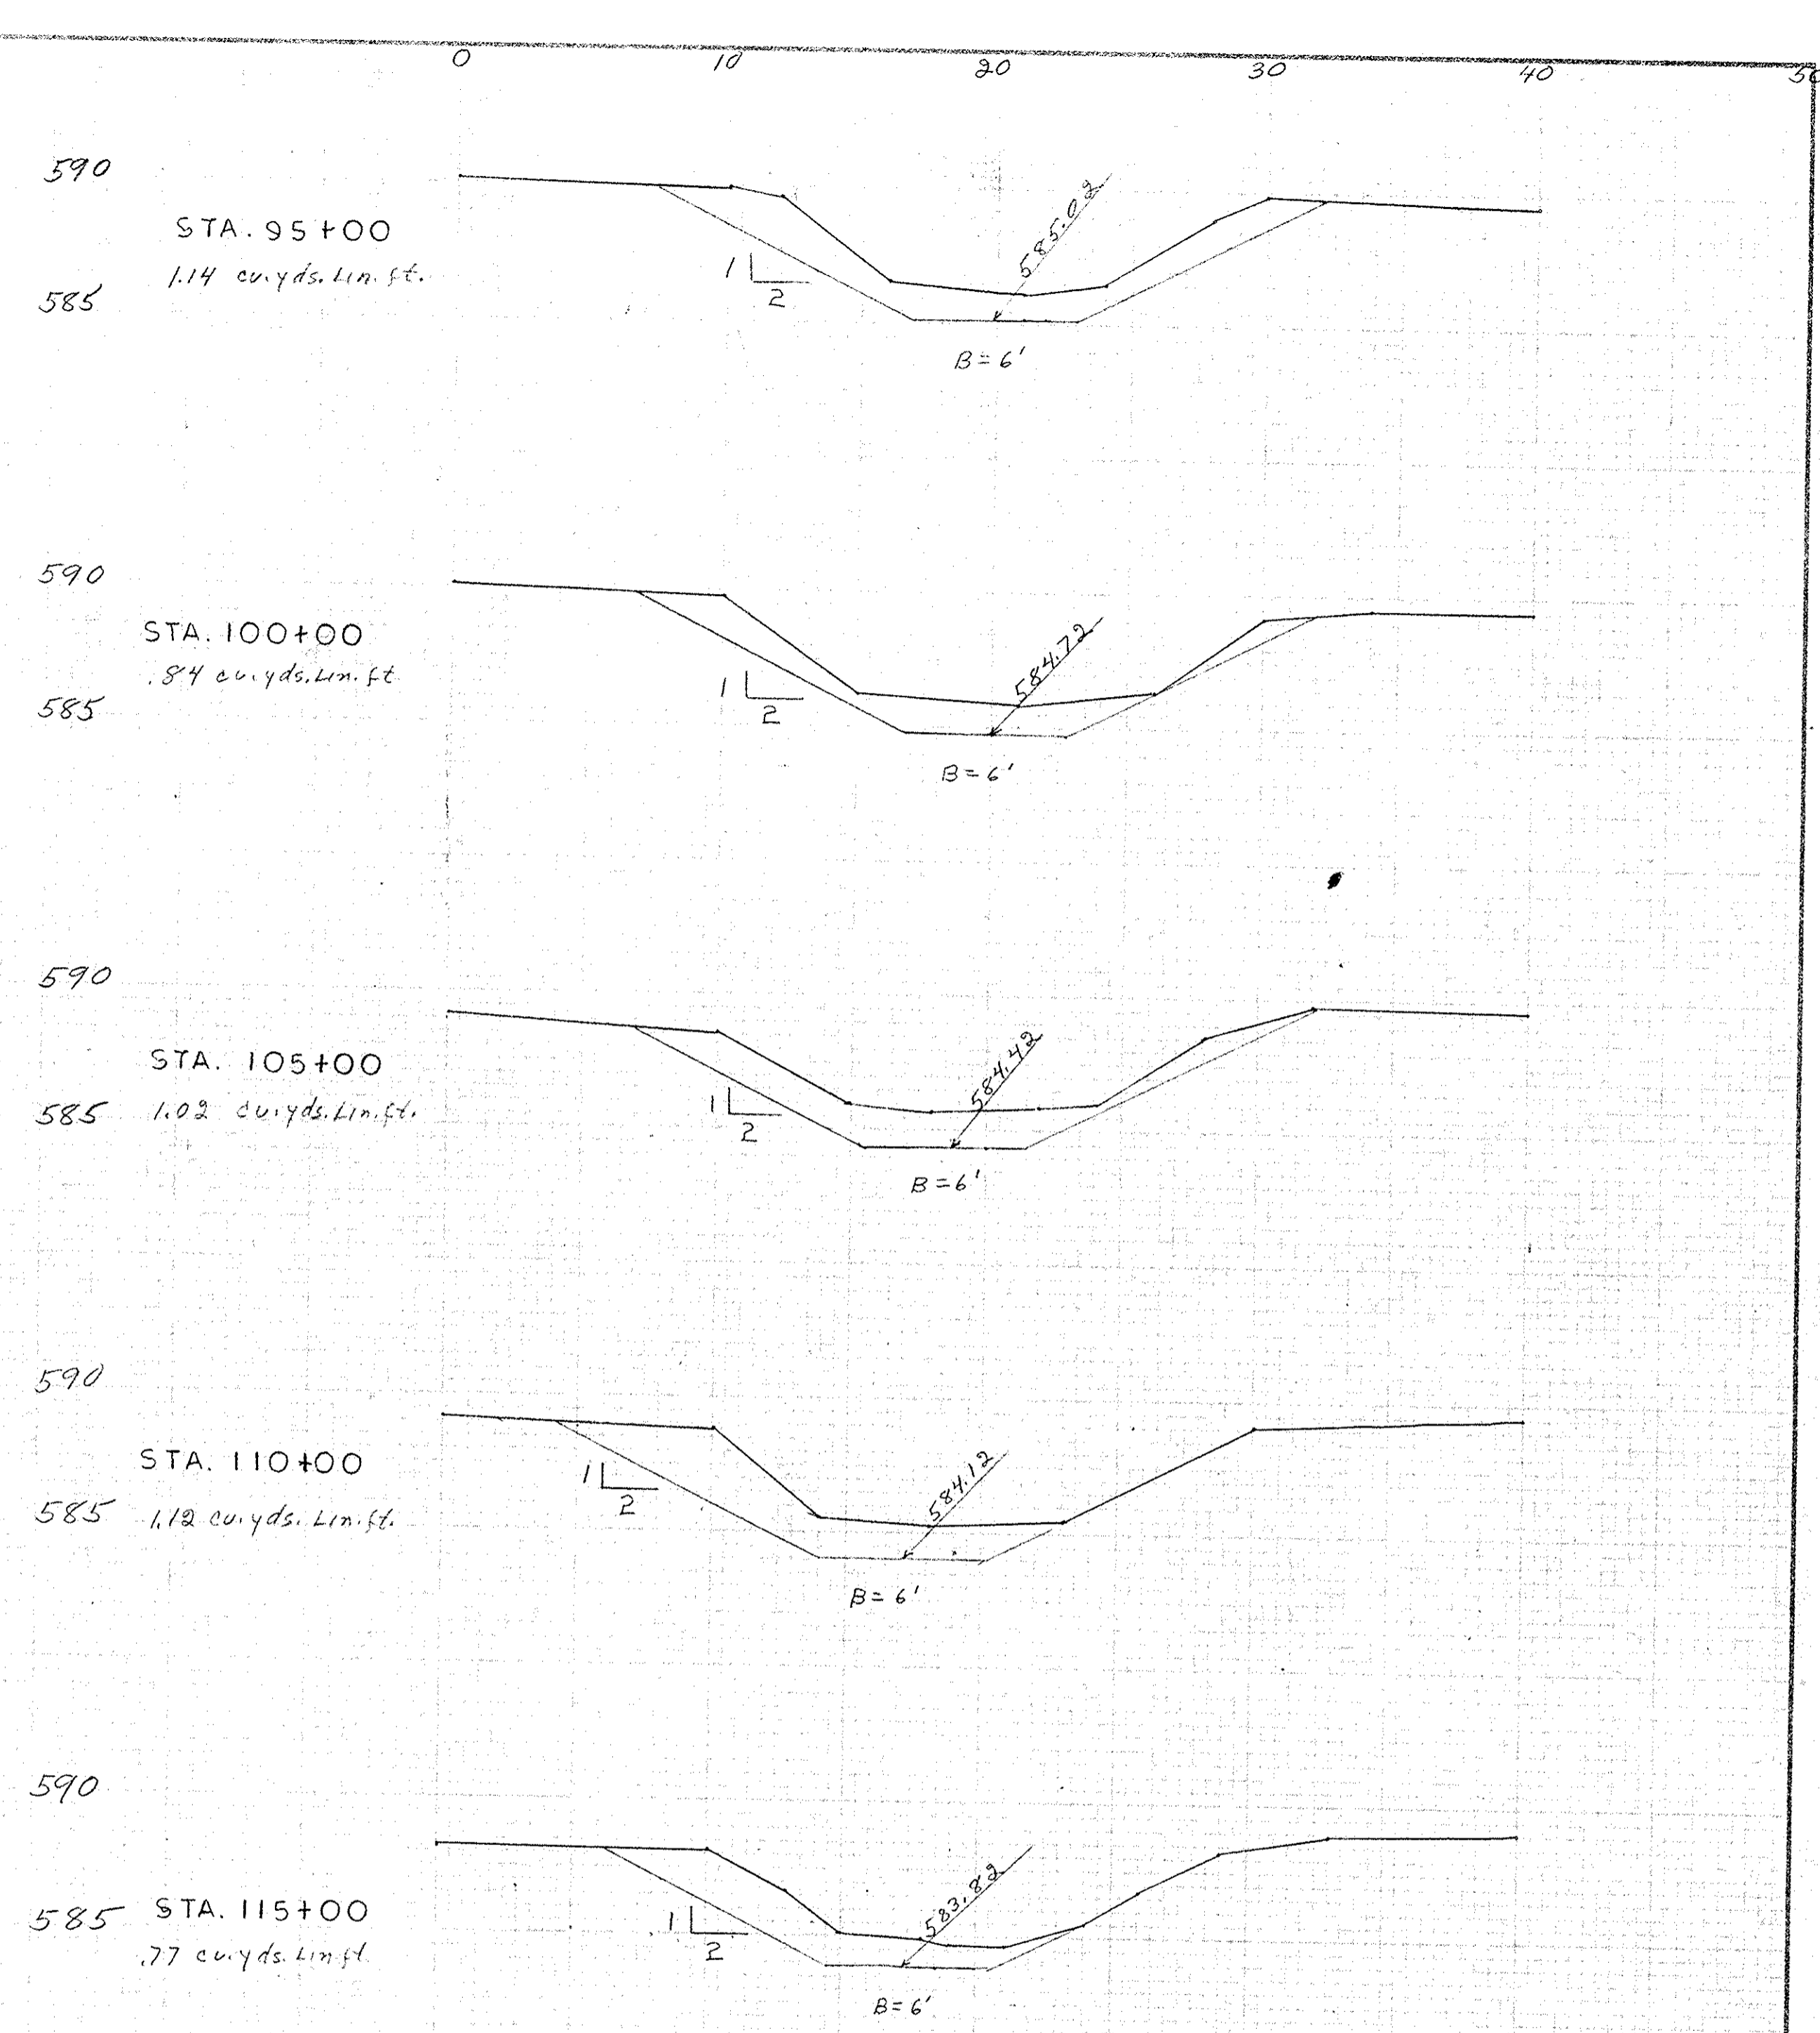 0 10 20 30 40 50
590
STA. 95+00
1.14 cu.yds. Lin. ft.
585
585.02
1
2
B = 6'
590
STA. 100+00
.84 cu.yds. Lin. ft.
585
584.72
1
2
B = 6'
590
STA. 105+00
585 1.02 cu.yds. Lin. ft.
584.42
1
2
B = 6'
590
STA. 110+00
585 1.12 cu.yds. Lin. ft.
584.12
1
2
B = 6'
590
585 STA. 115+00
.77 cu.yds. Lin. ft.
583.82
1
2
B = 6'